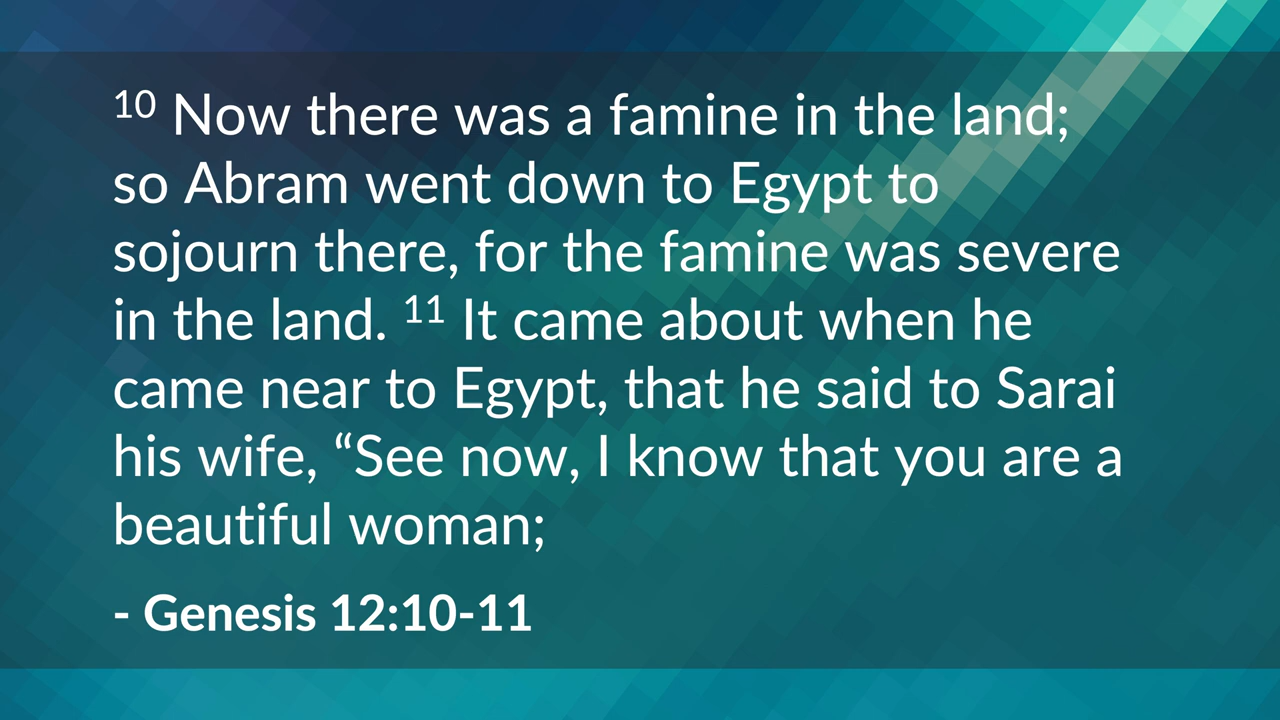 10 Now there was a famine in the land;
so Abram went down to Egypt to
sojourn there, for the famine was severe
in the land. 11 It came about when he
came near to Egypt, that he said to Sarai
his wife, “See now, I know that you are a
beautiful woman;
- Genesis 12:10-11